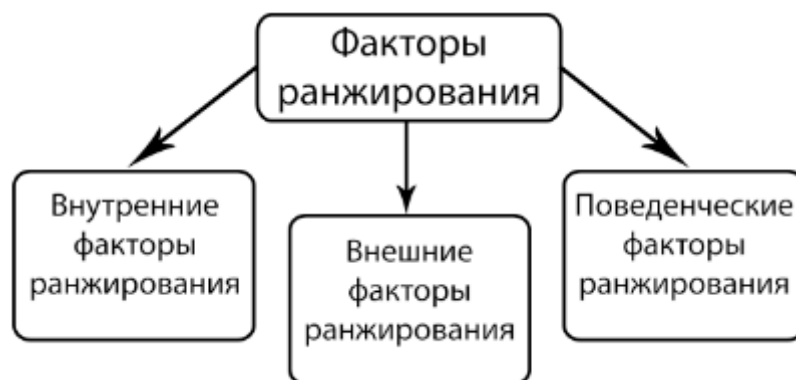 Факторы
ранжирования
Внутренние
факторы
ранжирования
Внешние
факторы
ранжирования
Поведенческие
факторы
ранжирования